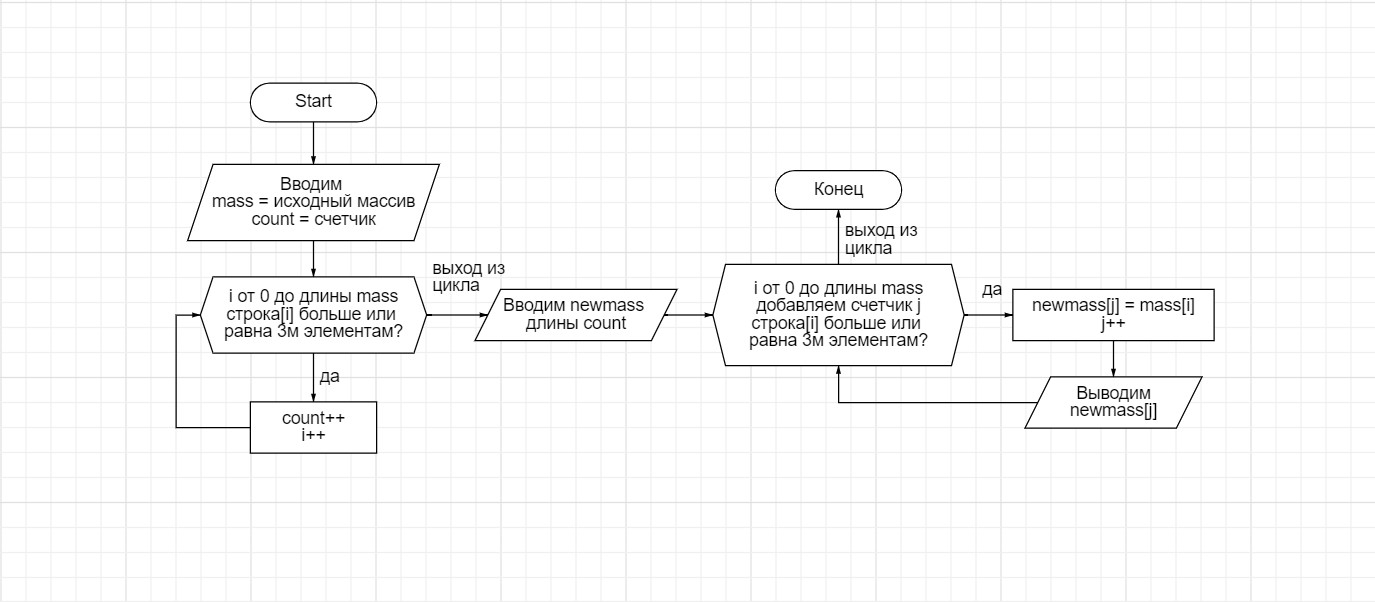 Start
Вводим
mass = исходный массив
count = счетчик
i от 0 до длины mass
строка[i] больше или
равна 3м элементам?
да
count++
i++
выход из
цикла
Вводим newmass
длины count
i от 0 до длины mass
добавляем счетчик j
строка[i] больше или
равна 3м элементам?
выход из
цикла
Конец
да
newmass[j] = mass[i]
j++
Выводим
newmass[j]